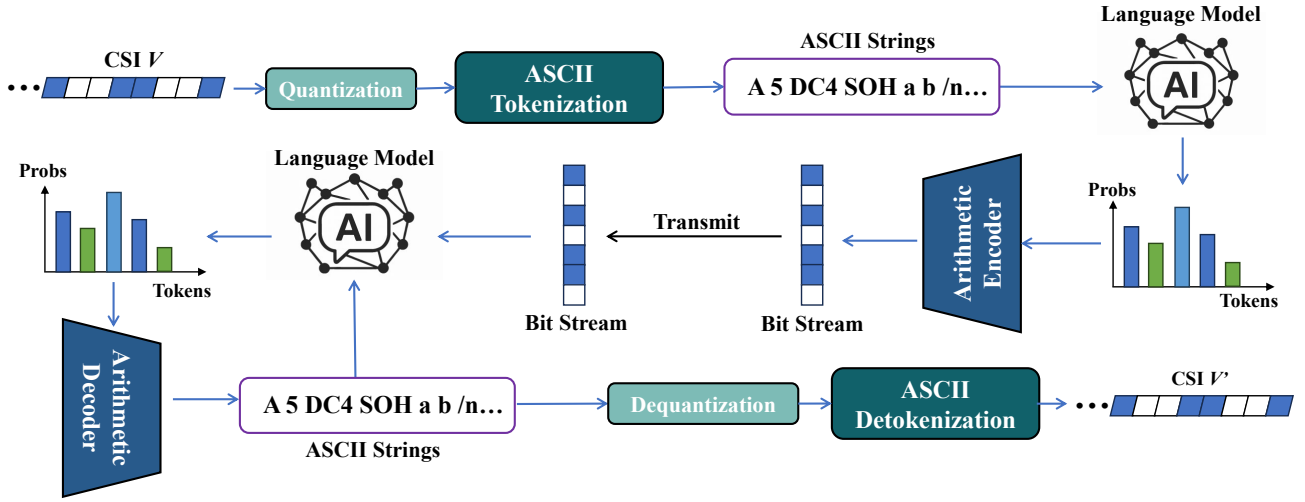 Language Model
CSI V
ASCII Strings
Quantization
ASCII
Tokenization
A 5 DC4 SOH a b /n…
AI
Probs
Language Model
AI
Tokens
Bit Stream
Transmit
Bit Stream
Arithmetic
Encoder
Probs
Tokens
Arithmetic
Decoder
A 5 DC4 SOH a b /n…
ASCII Strings
Dequantization
ASCII
Detokenization
CSI V’